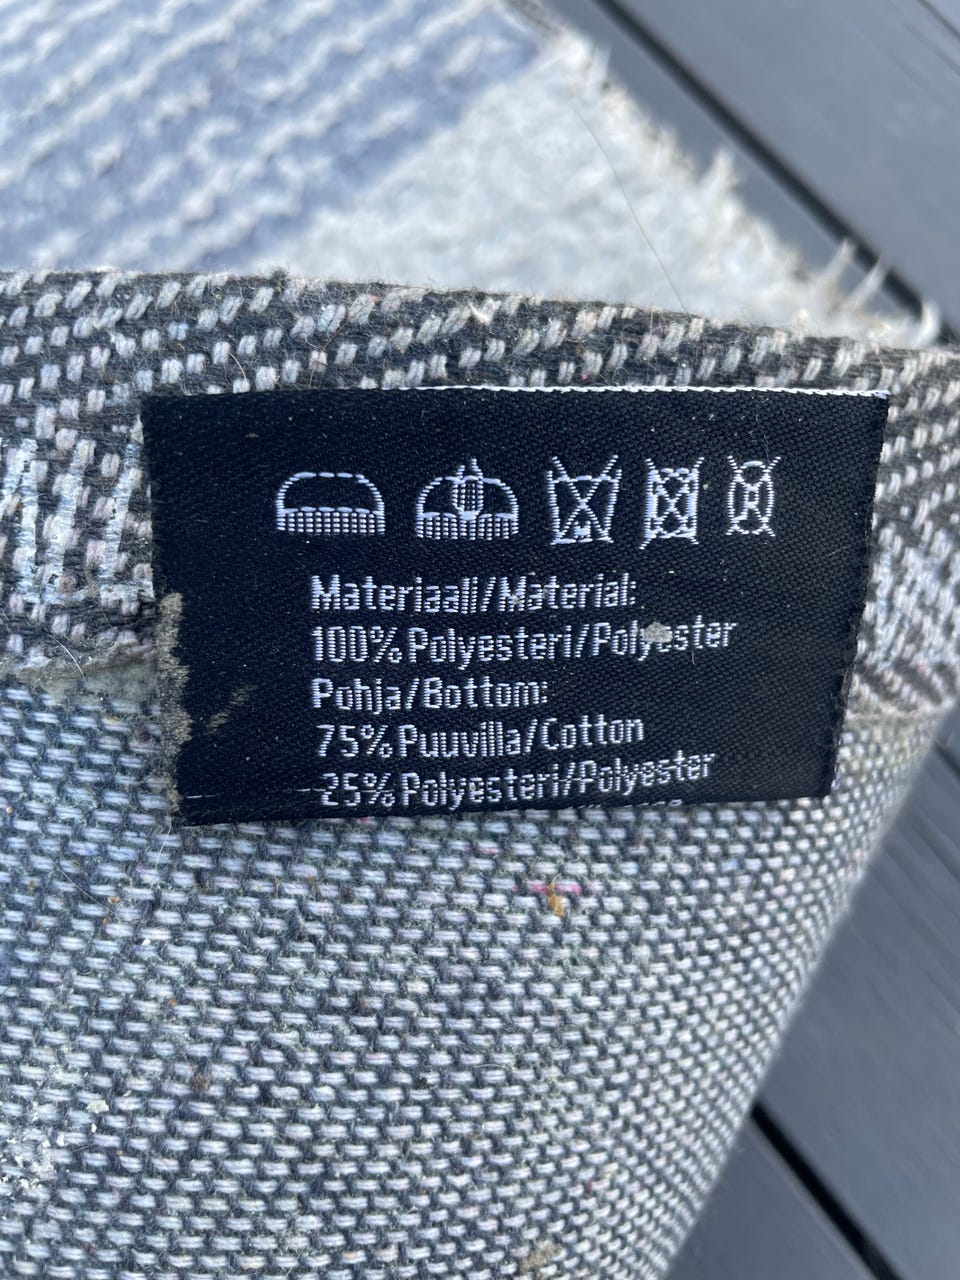 Materiaali/Material:
100% Polyesteri/Polyester
Pohja/Bottom:
75% Puuvilla/Cotton
25% Polyesteri/Polyester